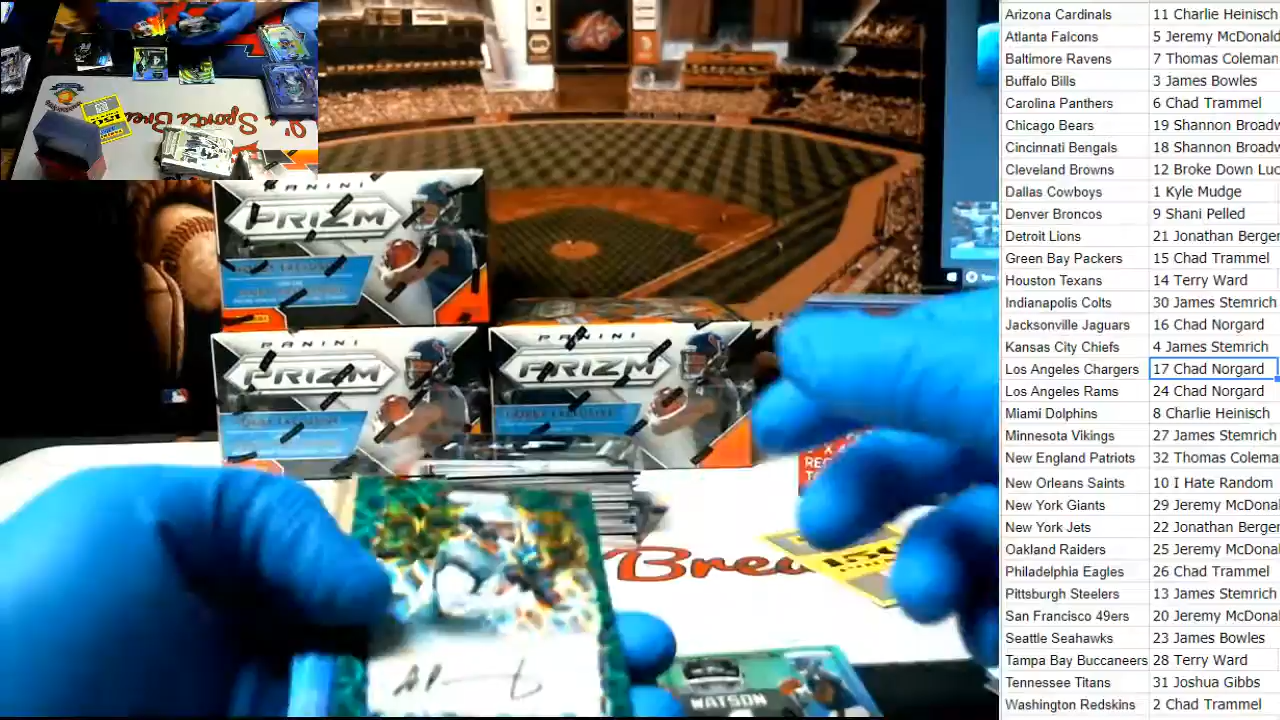 Arizona Cardinals 11 Charlie Heinisch
Atlanta Falcons 5 Jeremy McDonald
Baltimore Ravens 7 Thomas Coleman
Buffalo Bills 3 James Bowles
Carolina Panthers 6 Chad Trammel
Chicago Bears 19 Shannon Broadw
Cincinnati Bengals 18 Shannon Broadw
Cleveland Browns 12 Broke Down Luc
Dallas Cowboys 1 Kyle Mudge
Denver Broncos 9 Shani Pelled
Detroit Lions 21 Jonathan Berger
Green Bay Packers 15 Chad Trammel
Houston Texans 14 Terry Ward
Indianapolis Colts 30 James Stemrich
Jacksonville Jaguars 16 Chad Norgard
Kansas City Chiefs 4 James Stemrich
Los Angeles Chargers 17 Chad Norgard
Los Angeles Rams 24 Chad Norgard
Miami Dolphins 8 Charlie Heinisch
Minnesota Vikings 27 James Stemrich
New England Patriots 32 Thomas Colema
New Orleans Saints 10 I Hate Random
New York Giants 29 Jeremy McDona
New York Jets 22 Jonathan Berger
Oakland Raiders 25 Jeremy McDona
Philadelphia Eagles 26 Chad Trammel
Pittsburgh Steelers 13 James Stemrich
San Francisco 49ers 20 Jeremy McDona
Seattle Seahawks 23 James Bowles
Tampa Bay Buccaneers 28 Terry Ward
Tennessee Titans 31 Joshua Gibbs
Washington Redskins 2 Chad Trammel
PANINI
PRIZM
PANINI
PRIZM
PANINI
PRIZM
Brea
WATSON